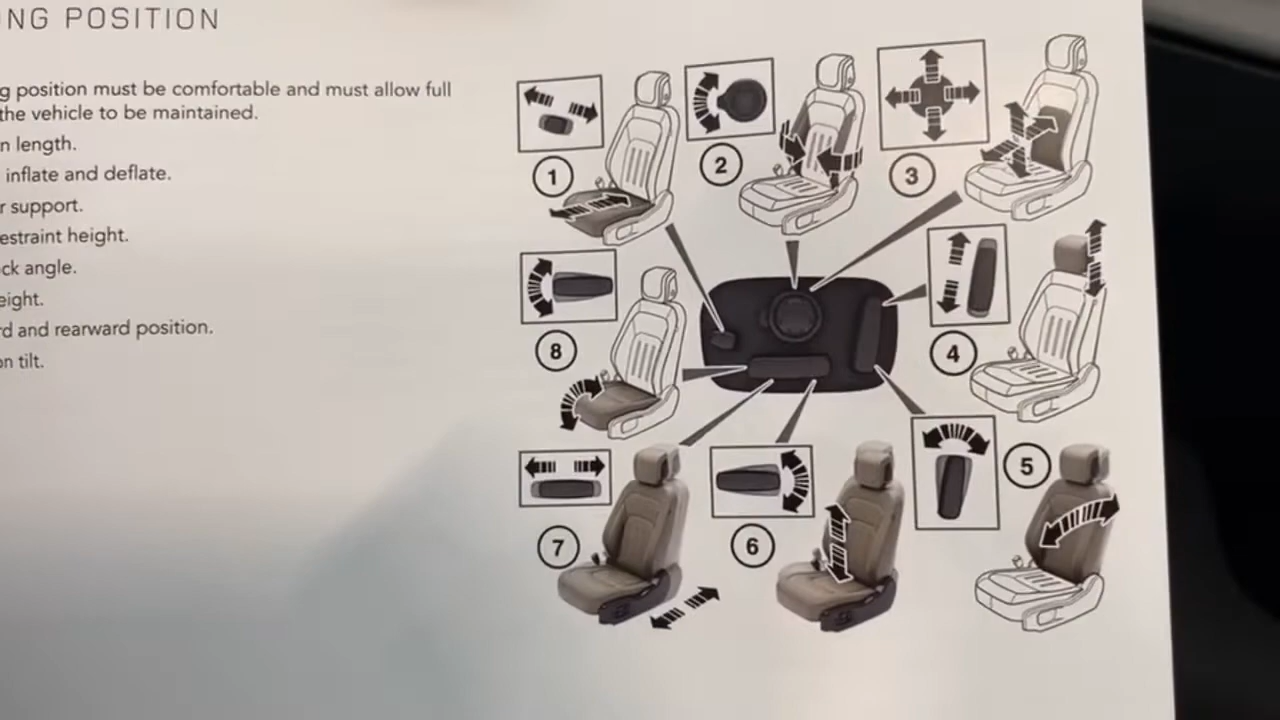 NG POSITION
g position must be comfortable and must allow full
the vehicle to be maintained.
n length.
inflate and deflate.
r support.
estraint height.
ck angle.
eight.
rd and rearward position.
on tilt.
1
2
3
8
4
5
7
6